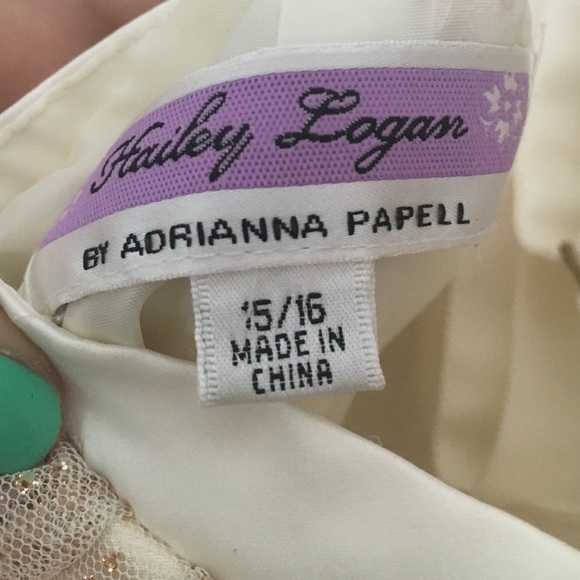 Hailey Logan
BY ADRIANNA PAPELL
15/16
MADE IN
CHINA